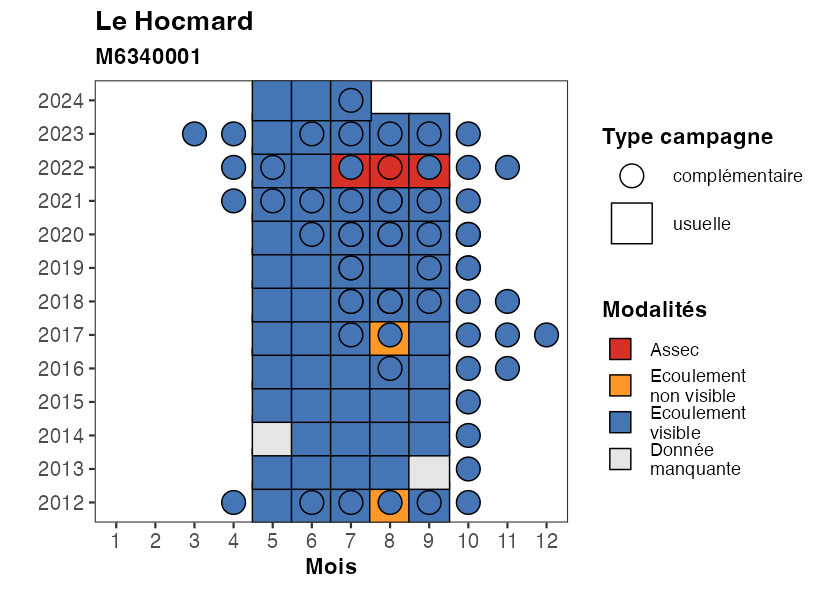 Le Hocmard
M6340001
2024
2023
2022
2021
2020
2019
2018
2017
2016
2015
2014
2013
2012
1 2 3 4 5 6 7 8 9 10 11 12
Mois
Type campagne
complémentaire
usuelle
Modalités
Assec
Ecoulement
non visible
Ecoulement
visible
Donnée
manquante